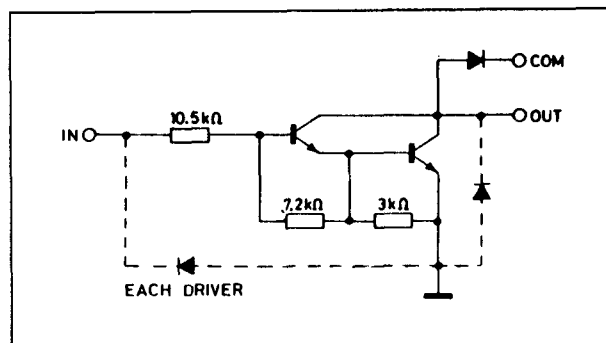 COM
10.5kΩ
IN
OUT
7.2kΩ
3kΩ
EACH DRIVER